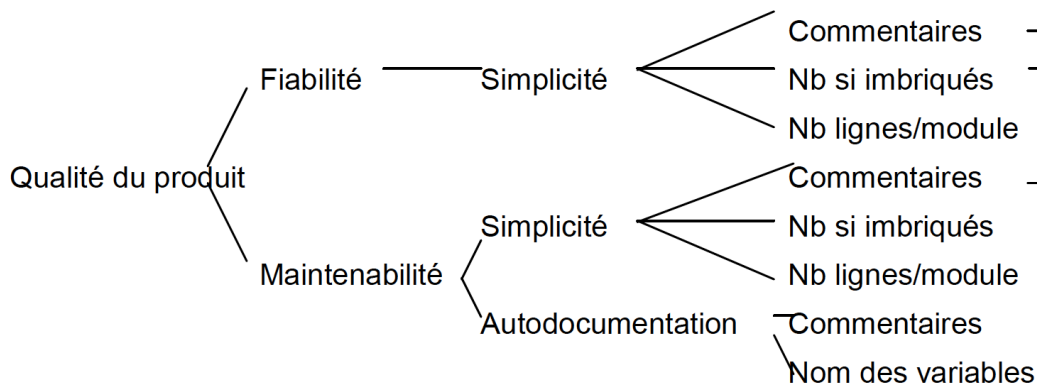 Commentaires
Fiabilité Simplicité Nb si imbriqués
Nb lignes/module
Qualité du produit Commentaires
Simplicité Nb si imbriqués
Maintenabilité Nb lignes/module
Autodocumentation Commentaires
Nom des variables